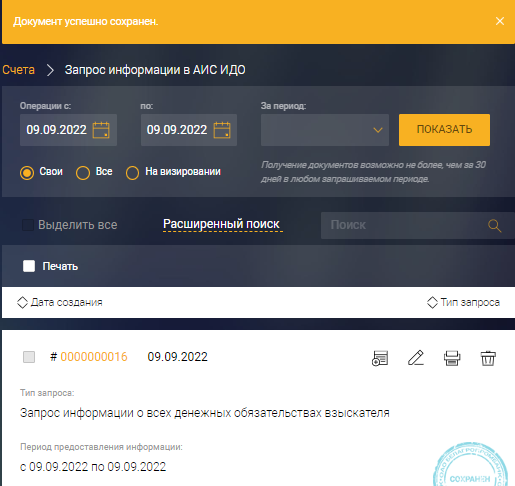 Документ успешно сохранен.
Счета > Запрос информации в АИС ИДО
Операции с: по: За период:
09.09.2022 09.09.2022 ПОКАЗАТЬ
Свои Все На визировании
Получение документов возможно не более, чем за 30
дней в любом запрашиваемом периоде.
Выделить все Расширенный поиск Поиск
Печать
Дата создания Тип запроса
# 0000000016 09.09.2022
Тип запроса:
Запрос информации о всех денежных обязательствах взыскателя
Период предоставления информации:
с 09.09.2022 по 09.09.2022
СОХРАНЕН